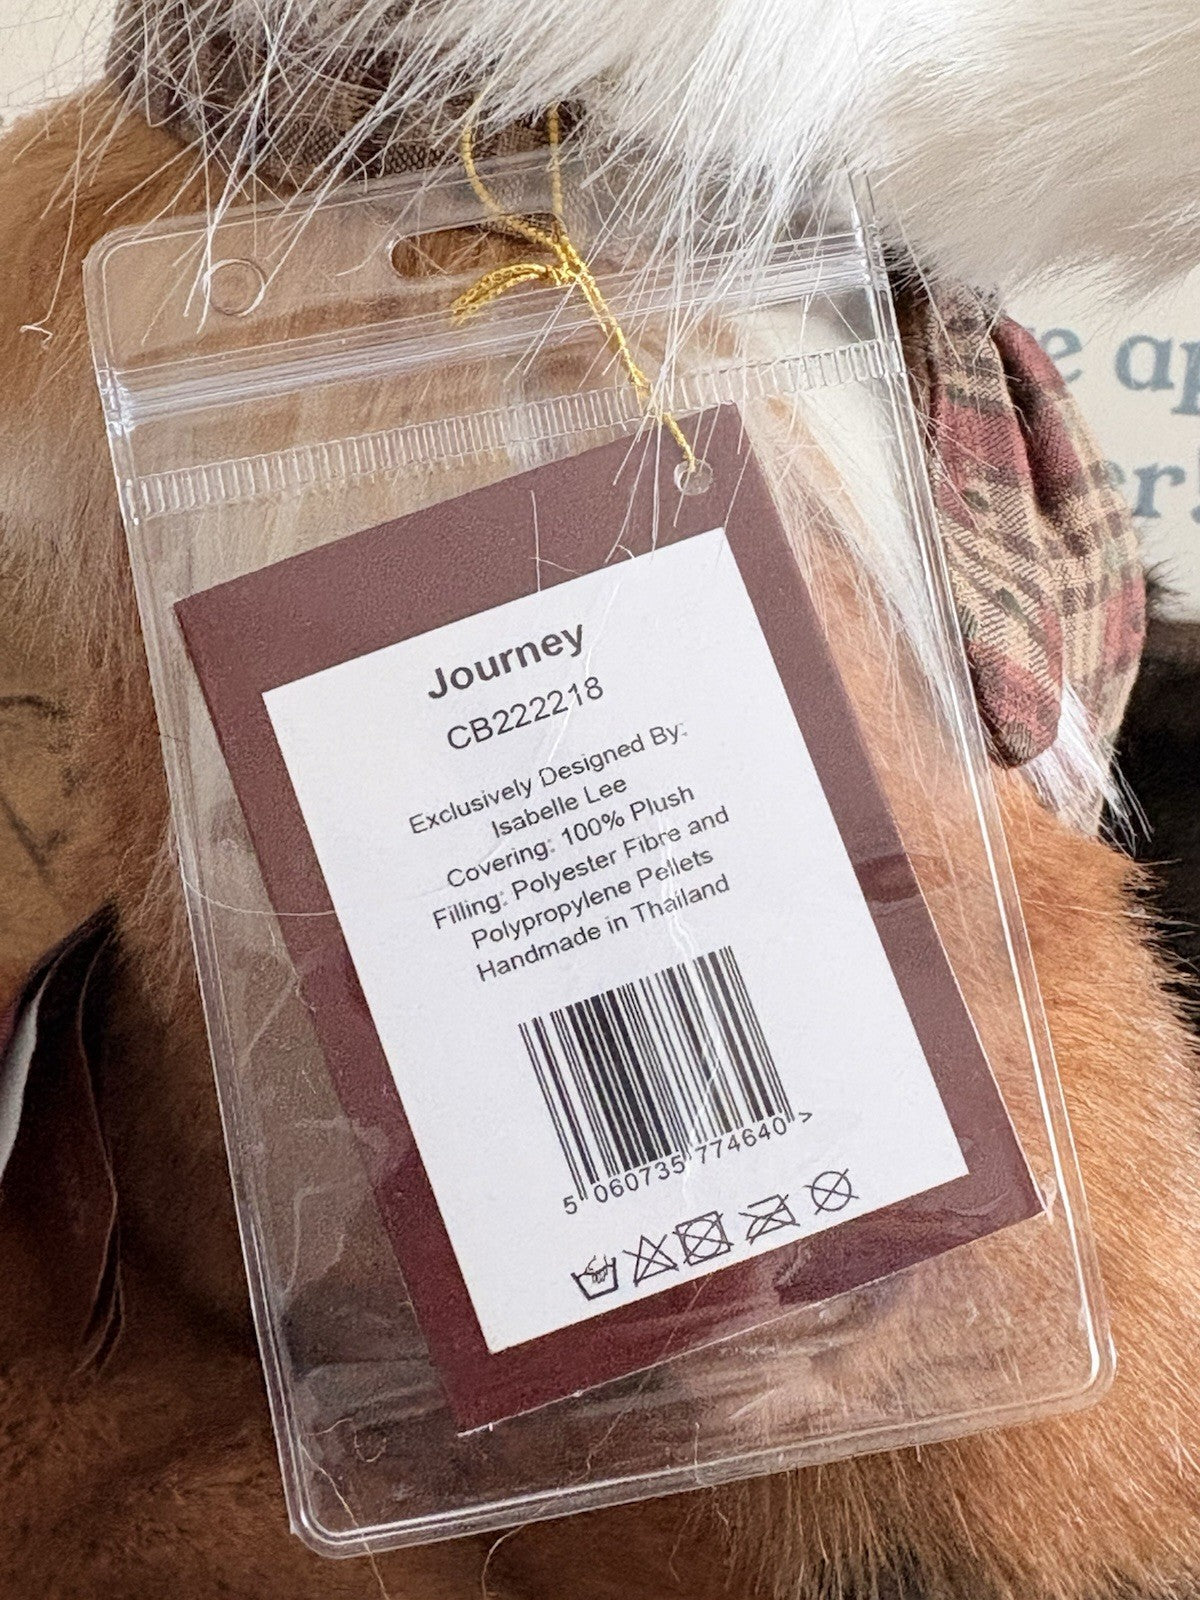 Journey
CB222218
Exclusively Designed By:
Isabelle Lee
Covering: 100% Plush
Filling: Polyester Fibre and
Polypropylene Pellets
Handmade in Thailand
5 060735 774640 >